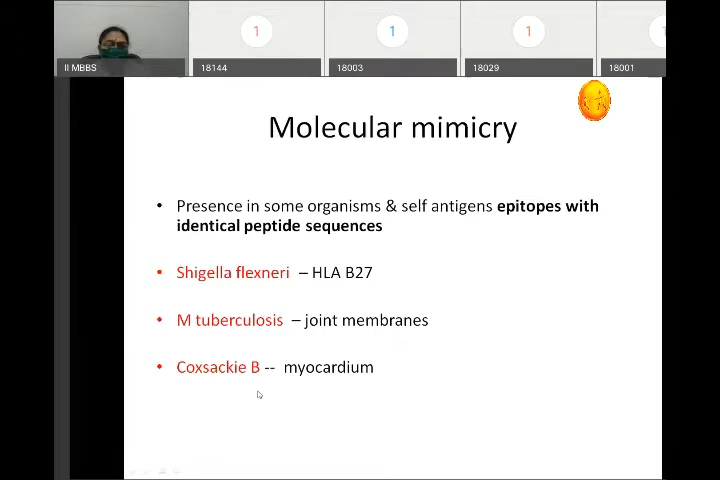 1
1
1
1
II MBBS
18144
18003
18029
18001
Molecular mimicry
• Presence in some organisms & self antigens epitopes with
identical peptide sequences
• Shigella flexneri – HLA B27
• M tuberculosis – joint membranes
• Coxsackie B -- myocardium